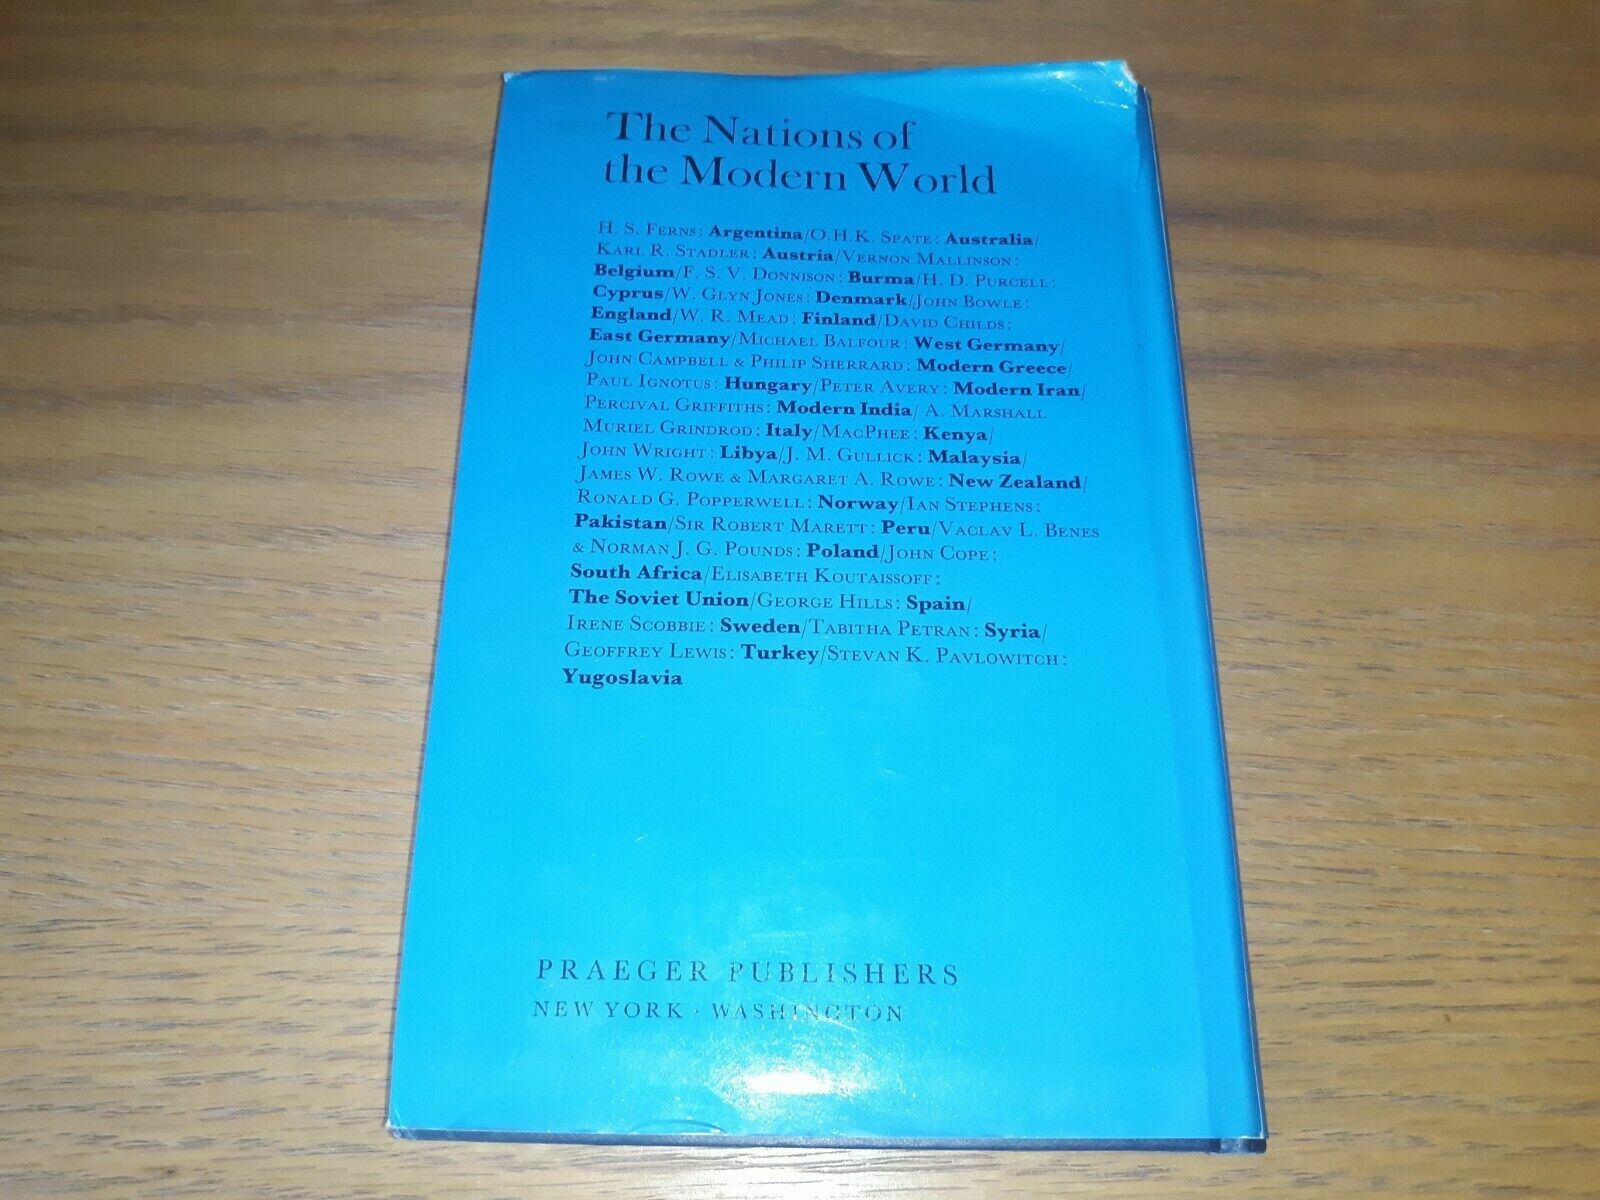 The Nations of
the Modern World
H. S. FERNS: Argentina/O.H.K. SPATE: Australia/
KARL R. STADLER: Austria/VERNON MALLINSON:
Belgium/F. S. V. DONNISON: Burma/H. D. PURCELL:
Cyprus/W. GLYN JONES: Denmark/JOHN BOWLE:
England/W. R. MEAD: Finland/DAVID CHILDS:
East Germany/MICHAEL BALFOUR: West Germany/
JOHN CAMPBELL & PHILIP SHERRARD: Modern Greece/
PAUL IGNOTUS: Hungary/PETER AVERY: Modern Iran/
PERCIVAL GRIFFITHS: Modern India/ A. MARSHALL
MURIEL GRINDROD: Italy/MACPHEE: Kenya/
JOHN WRIGHT: Libya/J. M. GULLICK: Malaysia/
JAMES W. ROWE & MARGARET A. ROWE: New Zealand/
RONALD G. POPPERWELL: Norway/IAN STEPHENS:
Pakistan/SIR ROBERT MARETT: Peru/VACLAV L. BENES
& NORMAN J. G. POUNDS: Poland/JOHN COPE:
South Africa/ELISABETH KOUTAISSOFF:
The Soviet Union/GEORGE HILLS: Spain/
IRENE SCOBBIE: Sweden/TABITHA PETRAN: Syria/
GEOFFREY LEWIS: Turkey/STEVAN K. PAVLOWITCH:
Yugoslavia
PRAEGER PUBLISHERS
NEW YORK · WASHINGTON